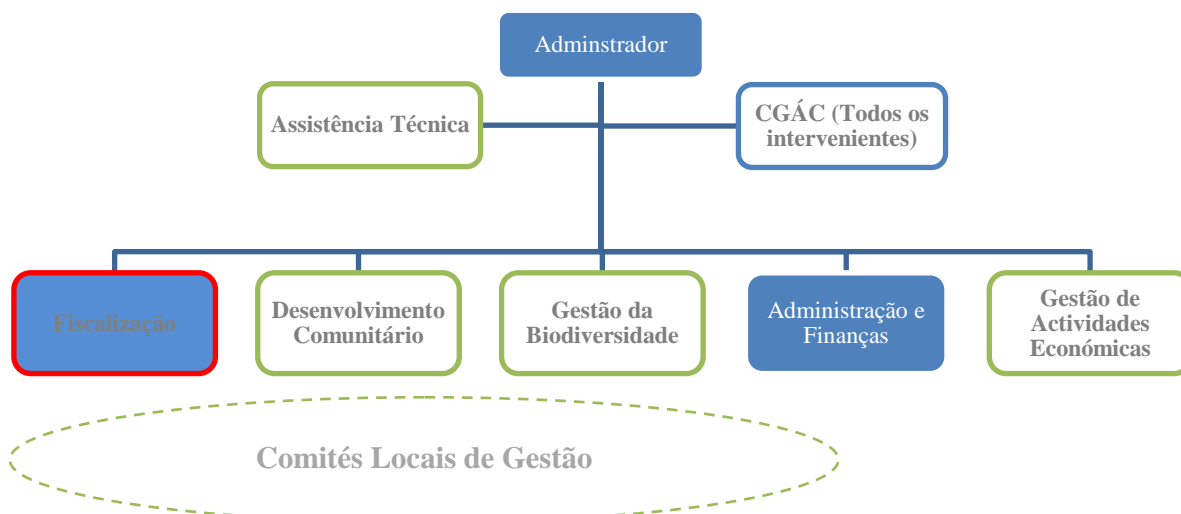 Adminstrador
Assistência Técnica
CGÁC (Todos os
intervenientes)
Fiscalização
Desenvolvimento
Comunitário
Gestão da
Biodiversidade
Administração e
Finanças
Gestão de
Actividades
Económicas
Comités Locais de Gestão